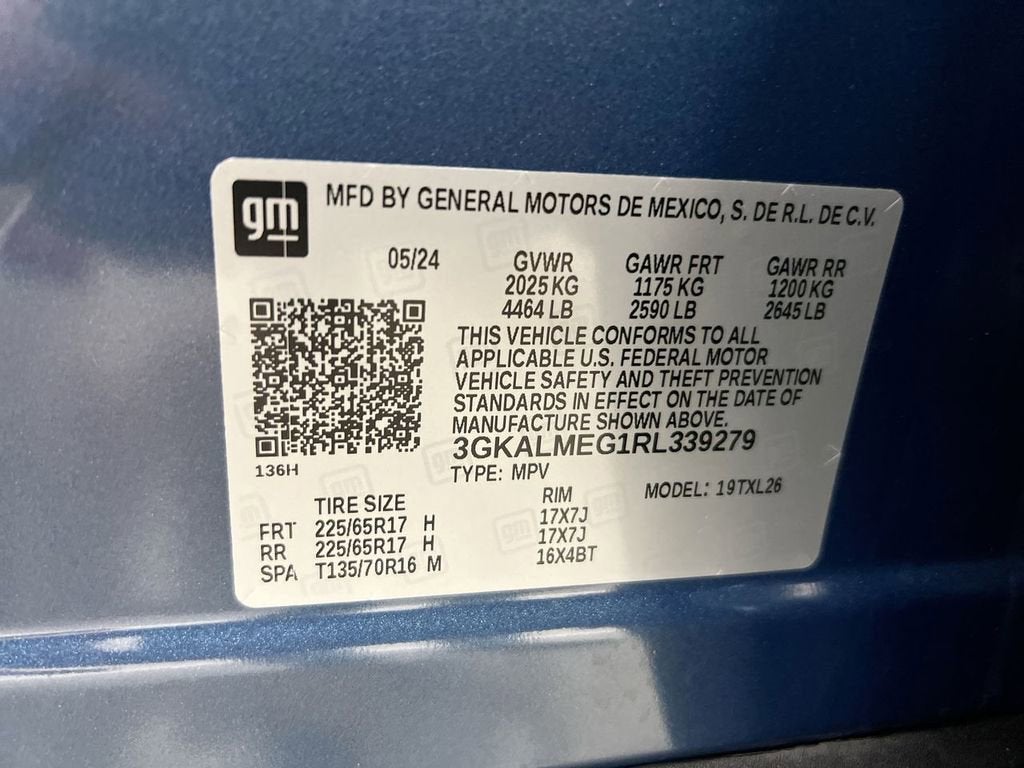 gm MFD BY GENERAL MOTORS DE MEXICO, S. DE R.L. DE C.V.
05/24 GVWR GAWR FRT GAWR RR
2025 KG 1175 KG 1200 KG
4464 LB 2590 LB 2645 LB
THIS VEHICLE CONFORMS TO ALL
APPLICABLE U.S. FEDERAL MOTOR
VEHICLE SAFETY AND THEFT PREVENTION
STANDARDS IN EFFECT ON THE DATE OF
MANUFACTURE SHOWN ABOVE.
3GKALMEG1RL339279
136H TYPE: MPV MODEL: 19TXL26
TIRE SIZE RIM
FRT 225/65R17 H 17X7J
RR 225/65R17 H 17X7J
SPA T135/70R16 M 16X4BT